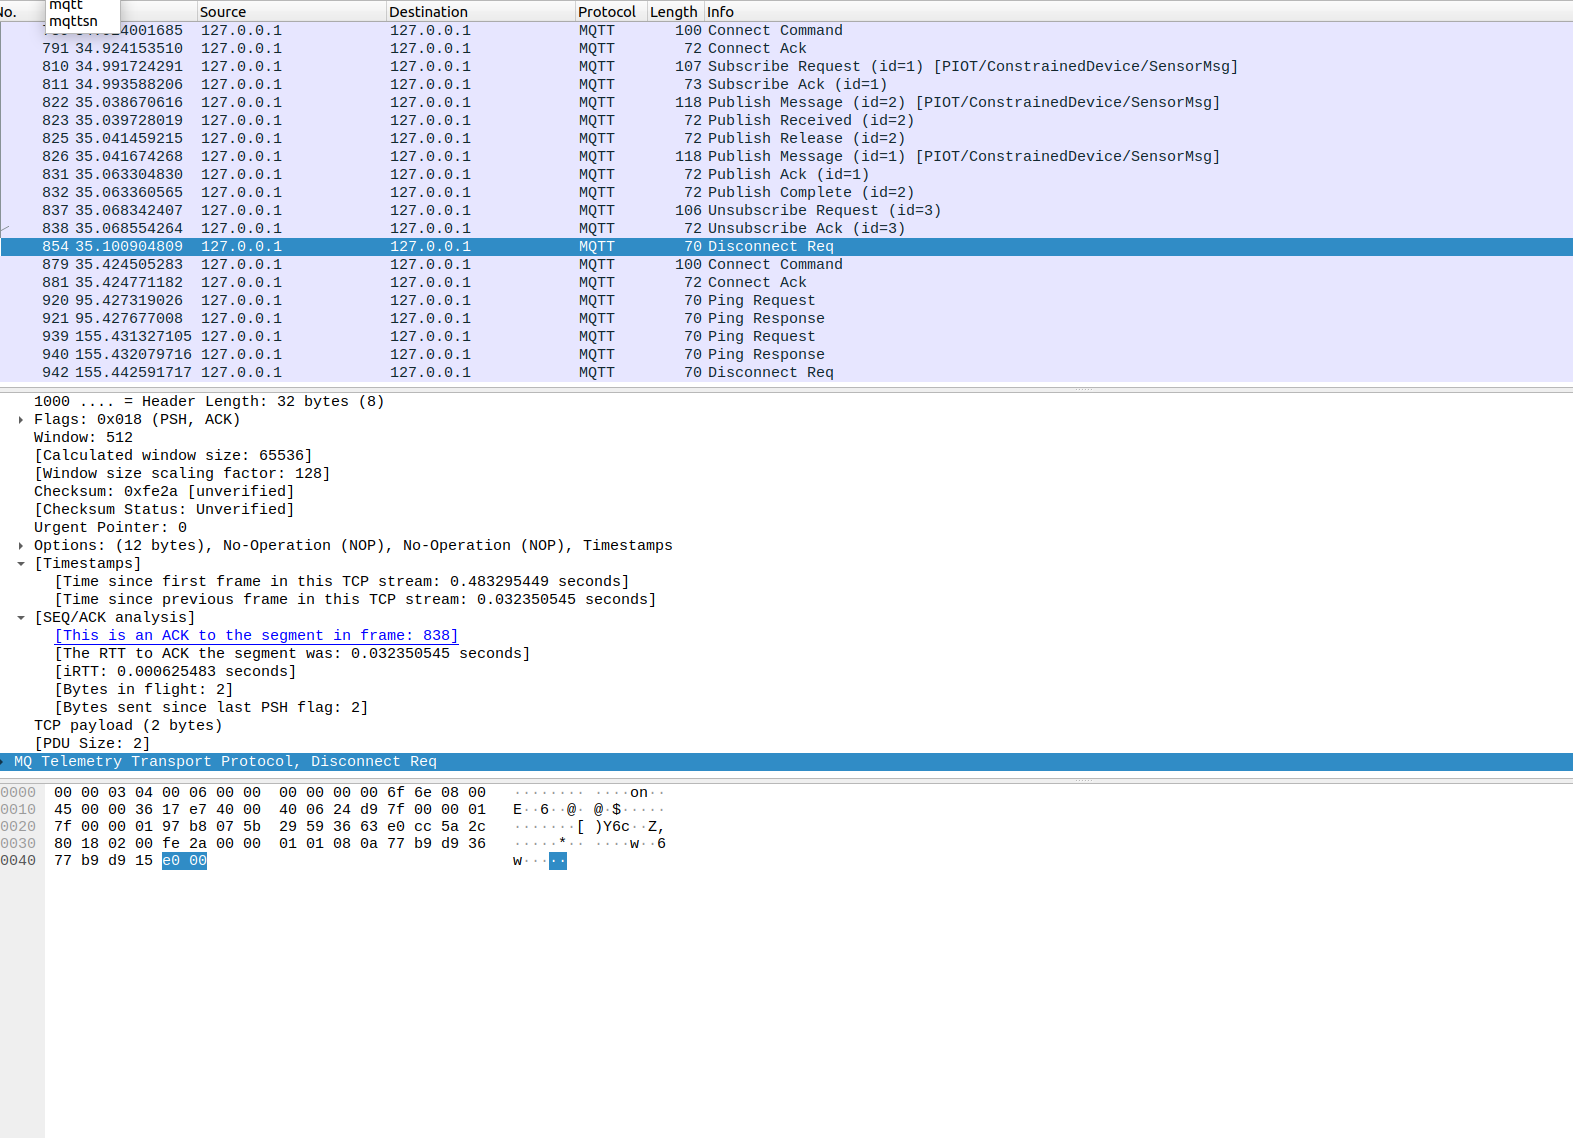 mqtt
mqttsn
No. Source Destination Protocol Length Info
4001685 127.0.0.1 127.0.0.1 MQTT 100 Connect Command
791 34.924153510 127.0.0.1 127.0.0.1 MQTT 72 Connect Ack
810 34.991724291 127.0.0.1 127.0.0.1 MQTT 107 Subscribe Request (id=1) [PIOT/ConstrainedDevice/SensorMsg]
811 34.993588206 127.0.0.1 127.0.0.1 MQTT 73 Subscribe Ack (id=1)
822 35.038670616 127.0.0.1 127.0.0.1 MQTT 118 Publish Message (id=2) [PIOT/ConstrainedDevice/SensorMsg]
823 35.039728019 127.0.0.1 127.0.0.1 MQTT 72 Publish Received (id=2)
825 35.041459215 127.0.0.1 127.0.0.1 MQTT 72 Publish Release (id=2)
826 35.041674268 127.0.0.1 127.0.0.1 MQTT 118 Publish Message (id=1) [PIOT/ConstrainedDevice/SensorMsg]
831 35.063304830 127.0.0.1 127.0.0.1 MQTT 72 Publish Ack (id=1)
832 35.063360565 127.0.0.1 127.0.0.1 MQTT 72 Publish Complete (id=2)
837 35.068342407 127.0.0.1 127.0.0.1 MQTT 106 Unsubscribe Request (id=3)
838 35.068554264 127.0.0.1 127.0.0.1 MQTT 72 Unsubscribe Ack (id=3)
854 35.100904809 127.0.0.1 127.0.0.1 MQTT 70 Disconnect Req
879 35.424505283 127.0.0.1 127.0.0.1 MQTT 100 Connect Command
881 35.424771182 127.0.0.1 127.0.0.1 MQTT 72 Connect Ack
920 95.427319026 127.0.0.1 127.0.0.1 MQTT 70 Ping Request
921 95.427677008 127.0.0.1 127.0.0.1 MQTT 70 Ping Response
939 155.431327105 127.0.0.1 127.0.0.1 MQTT 70 Ping Request
940 155.432079716 127.0.0.1 127.0.0.1 MQTT 70 Ping Response
942 155.442591717 127.0.0.1 127.0.0.1 MQTT 70 Disconnect Req
1000 .... = Header Length: 32 bytes (8)
Flags: 0x018 (PSH, ACK)
Window: 512
[Calculated window size: 65536]
[Window size scaling factor: 128]
Checksum: 0xfe2a [unverified]
[Checksum Status: Unverified]
Urgent Pointer: 0
Options: (12 bytes), No-Operation (NOP), No-Operation (NOP), Timestamps
[Timestamps]
[Time since first frame in this TCP stream: 0.483295449 seconds]
[Time since previous frame in this TCP stream: 0.032350545 seconds]
[SEQ/ACK analysis]
[This is an ACK to the segment in frame: 838]
[The RTT to ACK the segment was: 0.032350545 seconds]
[iRTT: 0.000625483 seconds]
[Bytes in flight: 2]
[Bytes sent since last PSH flag: 2]
TCP payload (2 bytes)
[PDU Size: 2]
MQ Telemetry Transport Protocol, Disconnect Req
0000 00 00 03 04 00 06 00 00 00 00 00 00 6f 6e 08 00 ········ ····on··
0010 45 00 00 36 17 e7 40 00 40 06 24 d9 7f 00 00 01 E··6··@· @·$·····
0020 7f 00 00 01 97 b8 07 5b 29 59 36 63 e0 cc 5a 2c ·······[ )Y6c··Z,
0030 80 18 02 00 fe 2a 00 00 01 01 08 0a 77 b9 d9 36 ·····*·· ····w··6
0040 77 b9 d9 15 e0 00 w·····